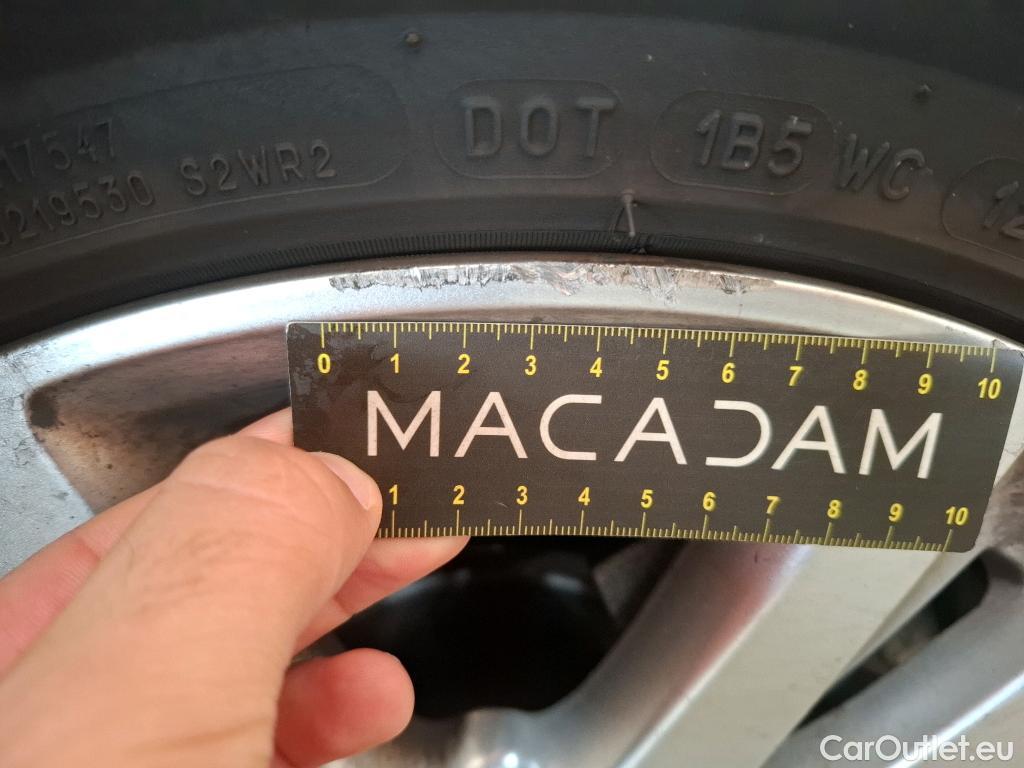 17547
219530 S2WR2
DOT 1B5 WC 12
0 1 2 3 4 5 6 7 8 9 10
MACADAM
1 2 3 4 5 6 7 8 9 10
CarOutlet.eu